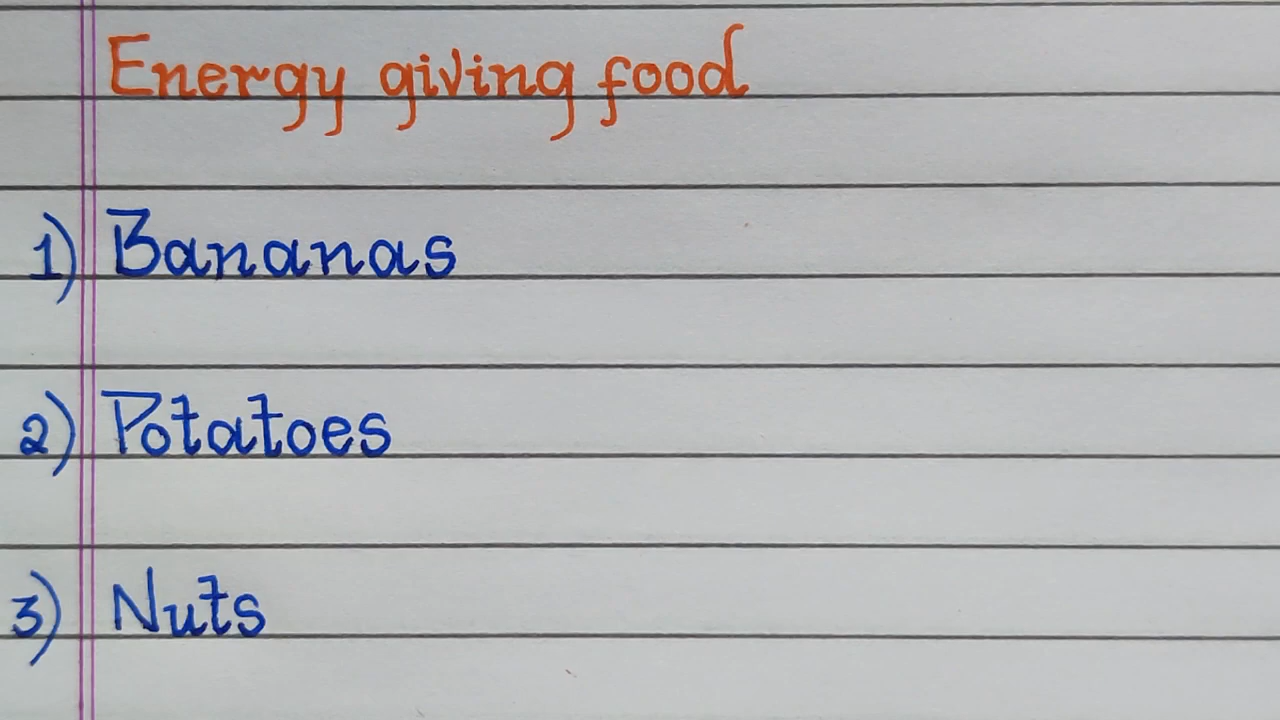 Energy giving food
1) Bananas
2) Potatoes
3) Nuts